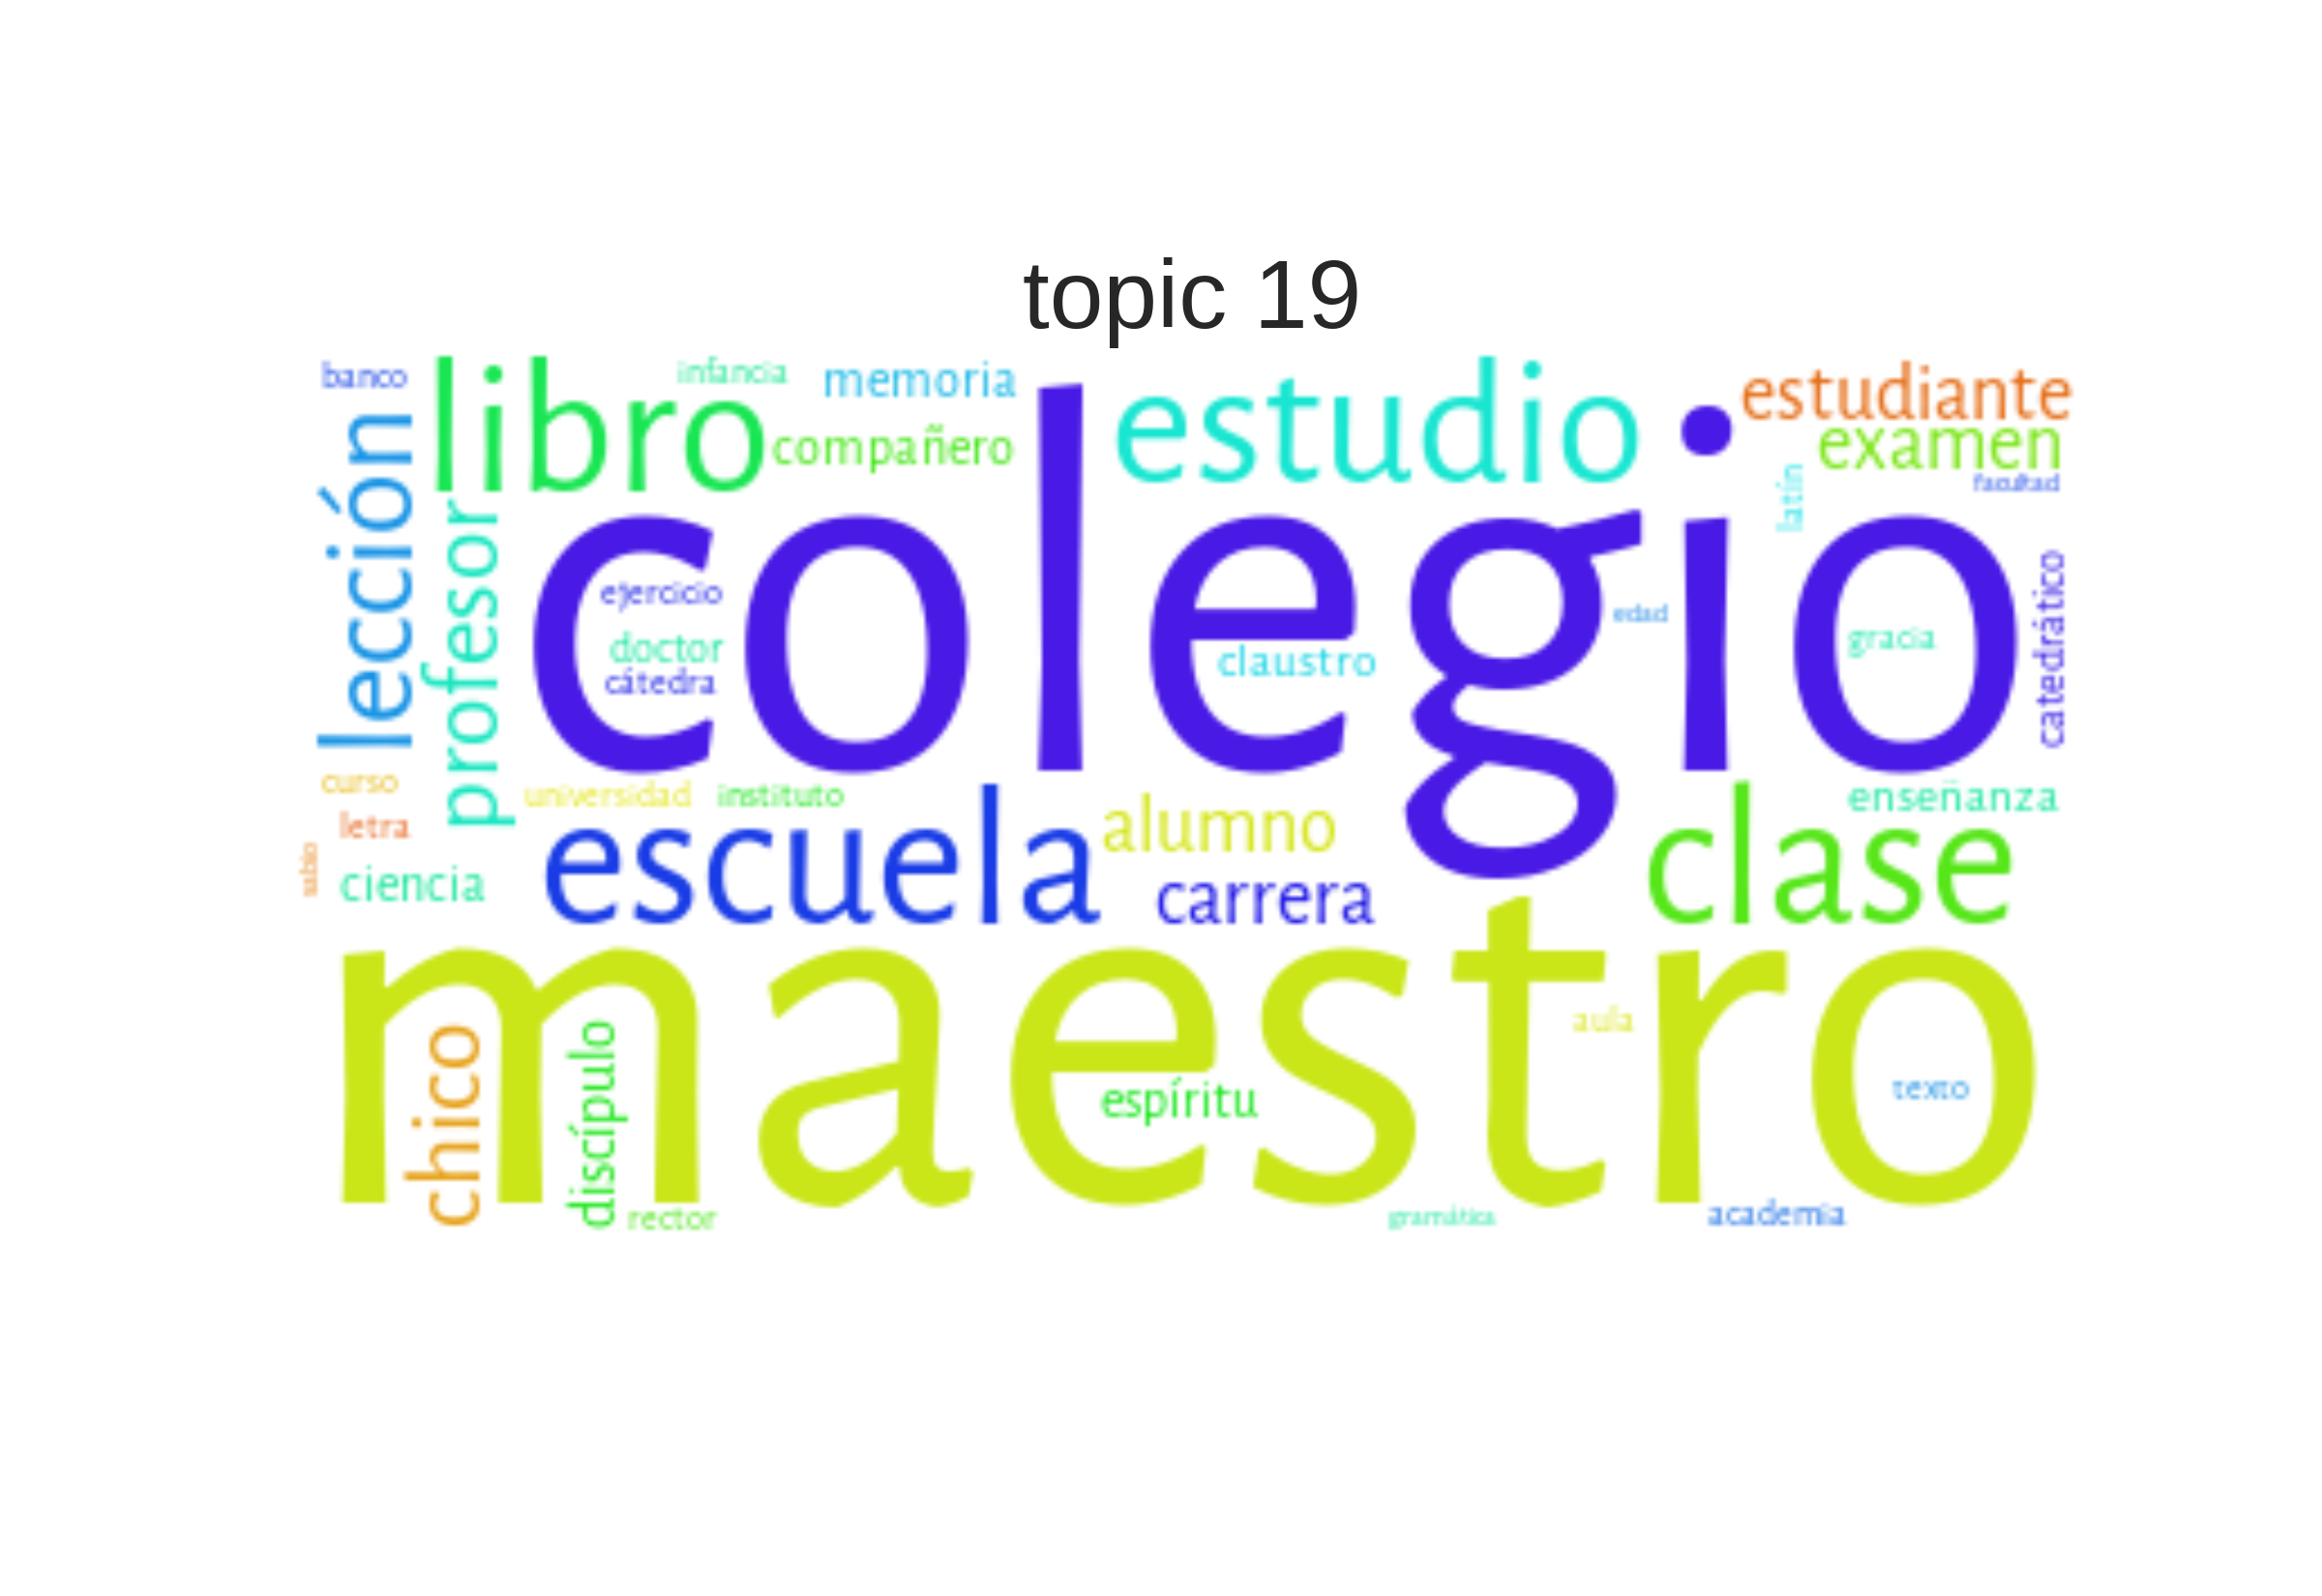 topic 19
banco
libro
infancia
memoria
compañero
estudio
estudiante
examen
latín
facultad
lección
profesor
colegio
ejercicio
doctor
cátedra
claustro
edad
gracia
catedrático
curso
letra
sabio
ciencia
universidad
instituto
escuela
alumno
carrera
clase
enseñanza
maestro
chico
discípulo
espíritu
aula
texto
rector
gramática
academia